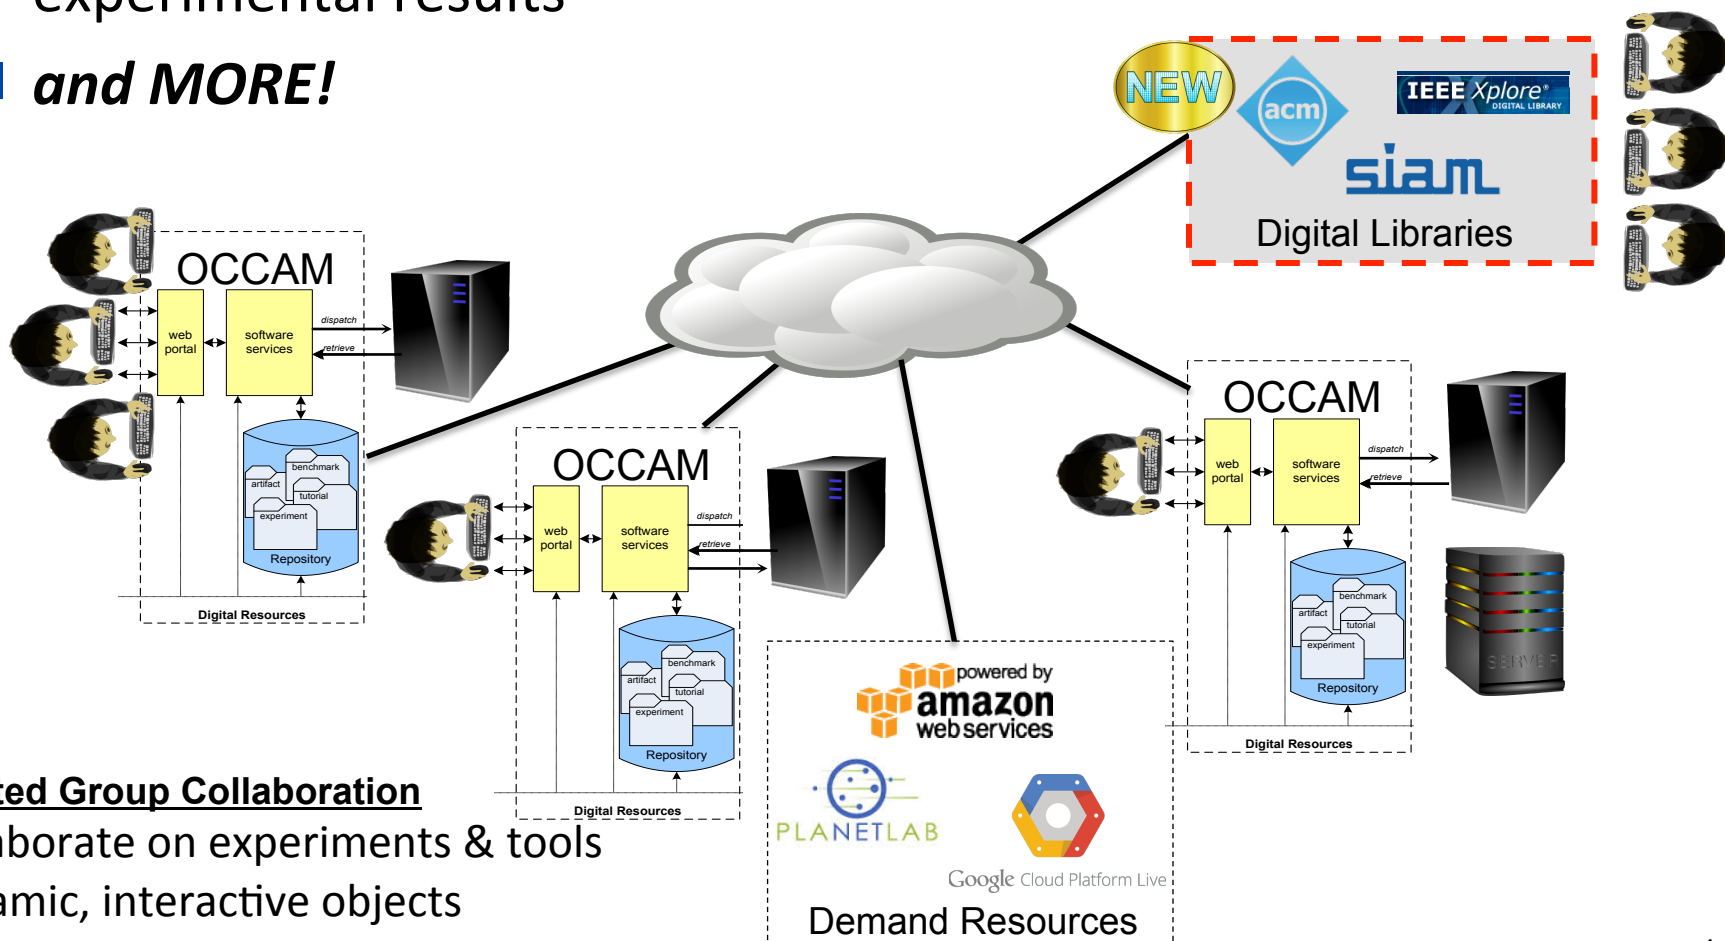 experimental results
and MORE!
NEW
acm
IEEE Xplore®
DIGITAL LIBRARY
siam
Digital Libraries
OCCAM
web
portal
software
services
dispatch
retrieve
benchmark
artifact
tutorial
experiment
Repository
Digital Resources
OCCAM
web
portal
software
services
dispatch
retrieve
benchmark
artifact
tutorial
experiment
Repository
Digital Resources
OCCAM
web
portal
software
services
dispatch
retrieve
benchmark
artifact
tutorial
experiment
Repository
Digital Resources
SERVER
powered by
amazon
web services
PLANETLAB
Google Cloud Platform Live
Demand Resources
Group Collaboration
on experiments & tools
interactive objects